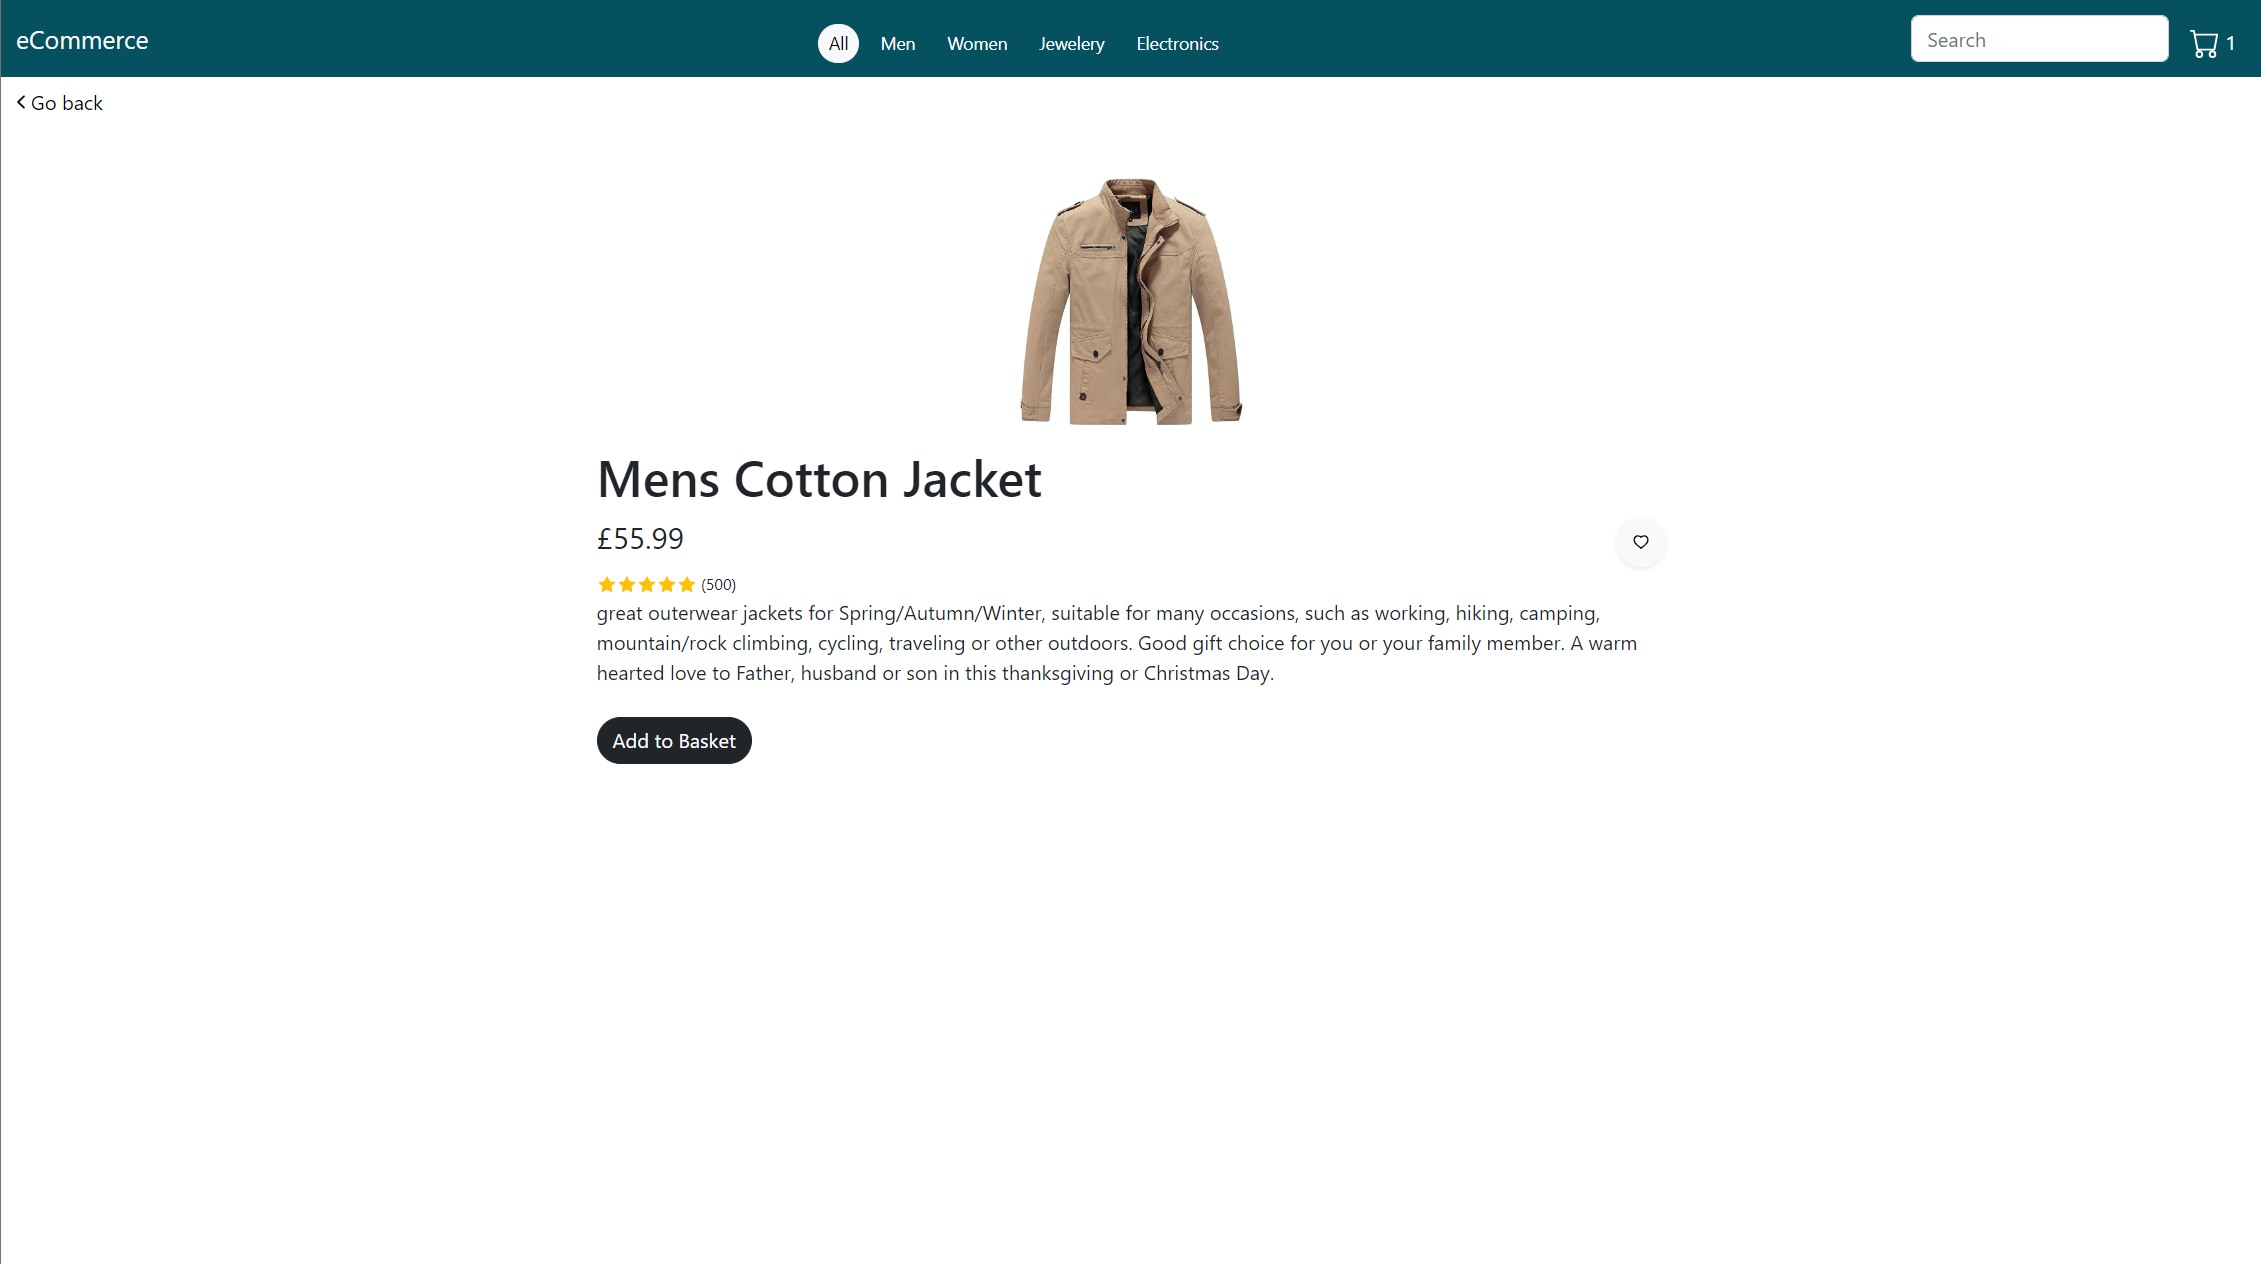 eCommerce
All Men Women Jewelery Electronics
Search
1
Go back
Mens Cotton Jacket
£55.99
(500)
great outerwear jackets for Spring/Autumn/Winter, suitable for many occasions, such as working, hiking, camping,
mountain/rock climbing, cycling, traveling or other outdoors. Good gift choice for you or your family member. A warm
hearted love to Father, husband or son in this thanksgiving or Christmas Day.
Add to Basket